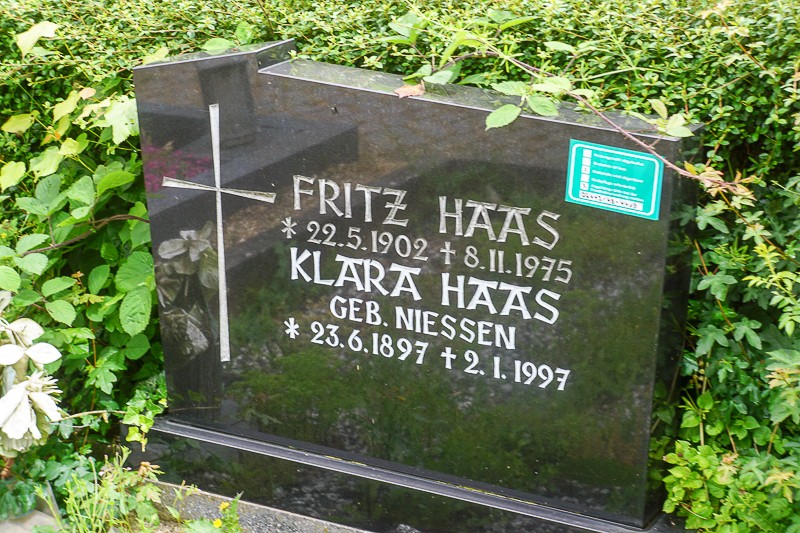 FRITZ HAAS
* 22.5.1902 † 8.11.1975
KLARA HAAS
GEB. NIESSEN
* 23.6.1897 † 2.1.1997